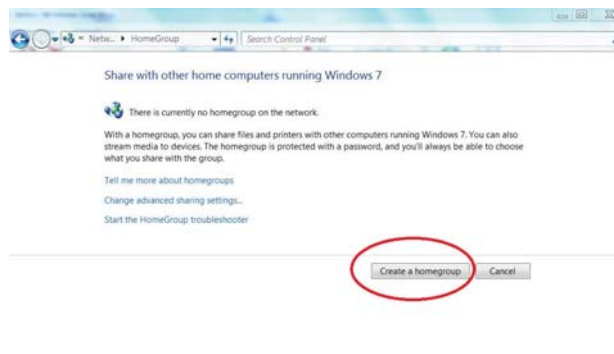 Netw... ▸ HomeGroup
Search Control Panel
Share with other home computers running Windows 7
There is currently no homegroup on the network.
With a homegroup, you can share files and printers with other computers running Windows 7. You can also
stream media to devices. The homegroup is protected with a password, and you'll always be able to choose
what you share with the group.
Tell me more about homegroups
Change advanced sharing settings...
Start the HomeGroup troubleshooter
Create a homegroup
Cancel